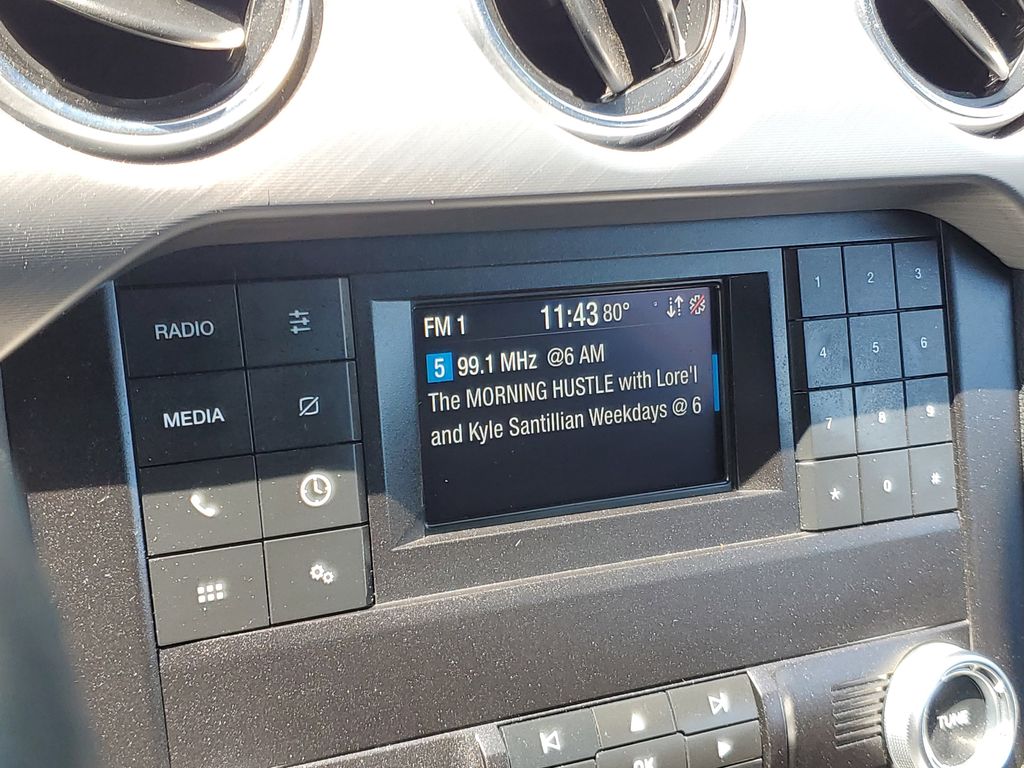 FM 1 11:43 80°
5 99.1 MHz @6 AM
The MORNING HUSTLE with Lore'l
and Kyle Santillian Weekdays @ 6
RADIO
MEDIA
1 2 3
4 5 6
7 8 9
* 0 #
TUNE
OK